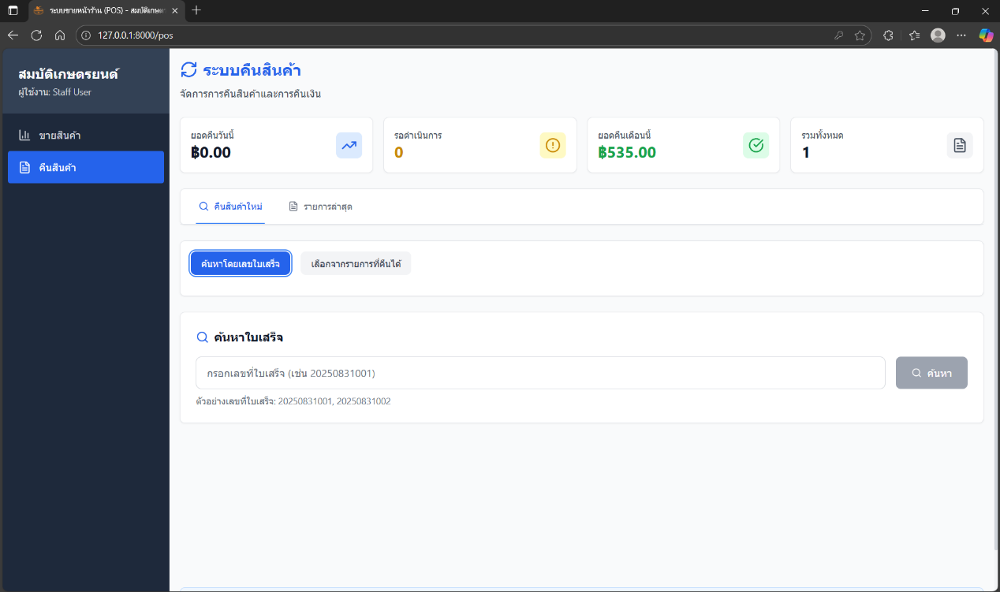 ระบบขายหน้าร้าน (POS) - สมบัติเกษตร
127.0.0.1:8000/pos
สมบัติเกษตรยนต์
ผู้ใช้งาน: Staff User
ขายสินค้า
คืนสินค้า
ระบบคืนสินค้า
จัดการการคืนสินค้าและการคืนเงิน
ยอดคืนวันนี้
฿0.00
รอดำเนินการ
0
ยอดคืนเดือนนี้
฿535.00
รวมทั้งหมด
1
คืนสินค้าใหม่
รายการล่าสุด
ค้นหาโดยเลขใบเสร็จ
เลือกจากรายการที่คืนได้
ค้นหาใบเสร็จ
กรอกเลขที่ใบเสร็จ (เช่น 20250831001)
ค้นหา
ตัวอย่างเลขที่ใบเสร็จ: 20250831001, 20250831002